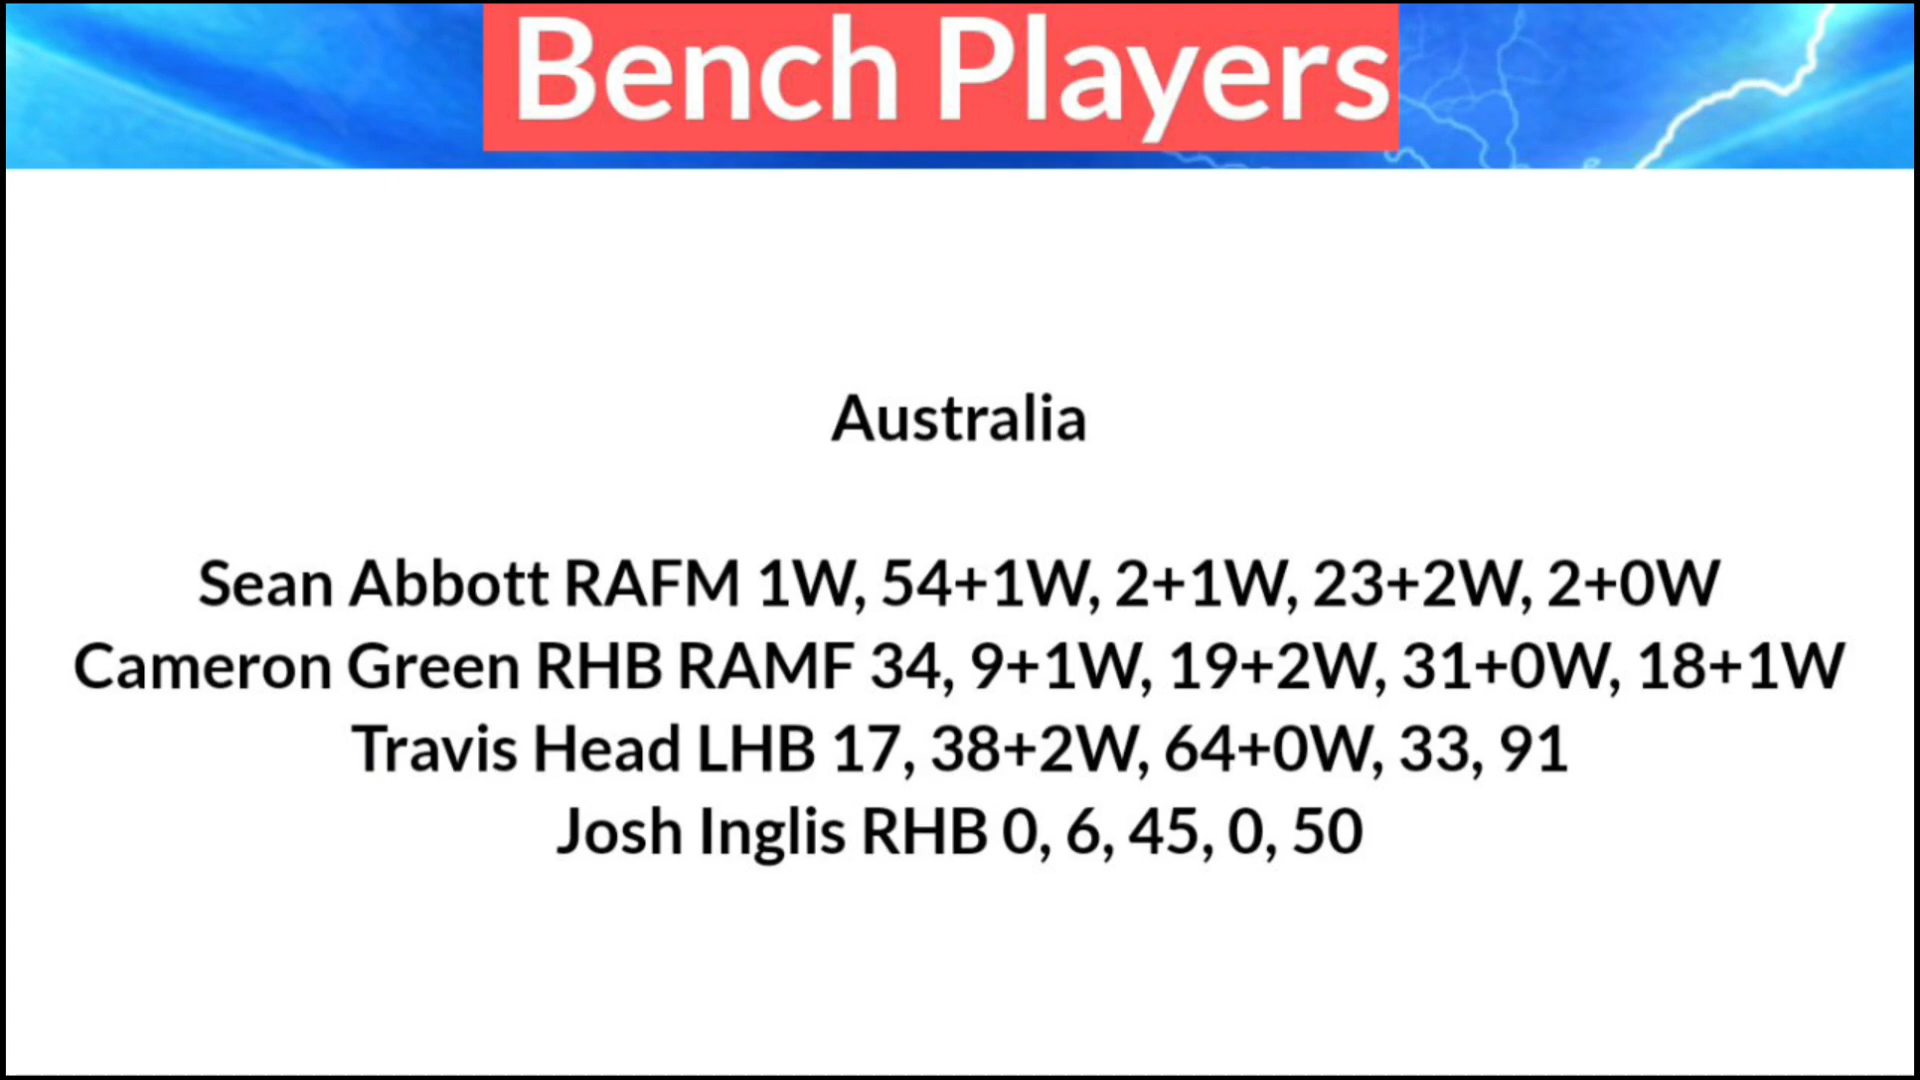 Bench Players
Australia
Sean Abbott RAFM 1W, 54+1W, 2+1W, 23+2W, 2+0W
Cameron Green RHB RAMF 34, 9+1W, 19+2W, 31+0W, 18+1W
Travis Head LHB 17, 38+2W, 64+0W, 33, 91
Josh Inglis RHB 0, 6, 45, 0, 50